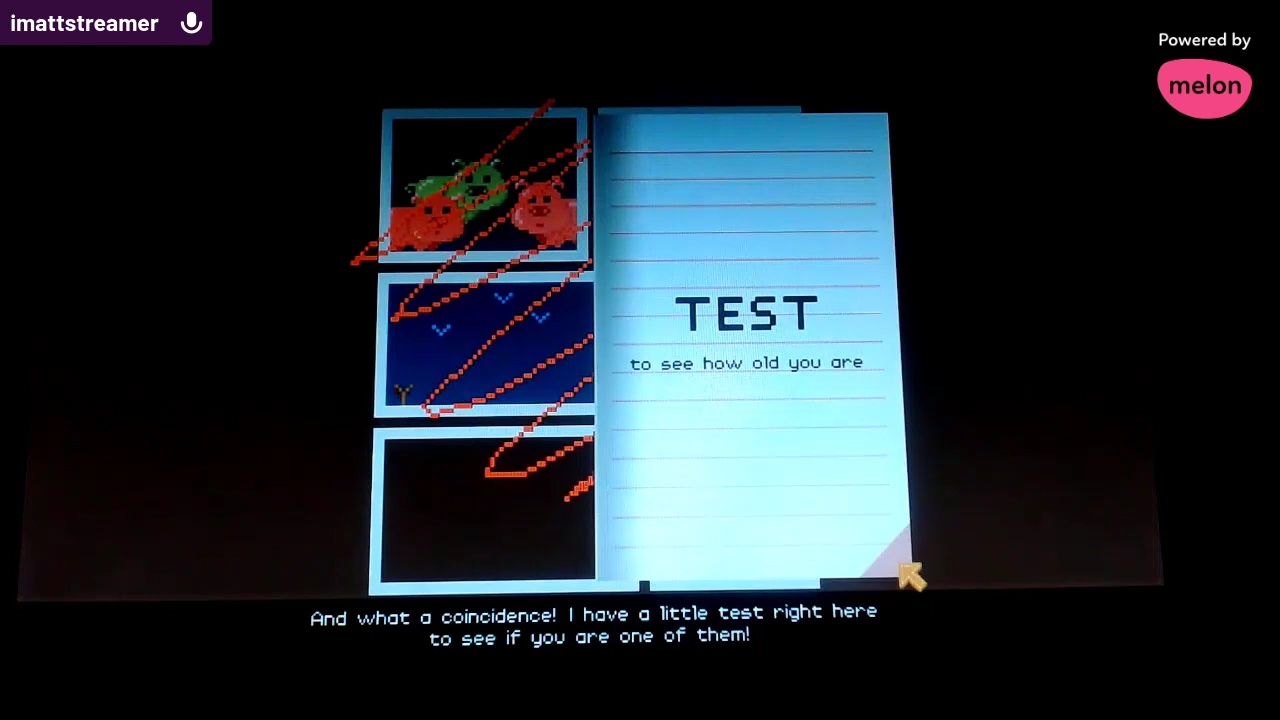 imattstreamer
Powered by
melon
TEST
to see how old you are
And what a coincidence! I have a little test right here
to see if you are one of them!